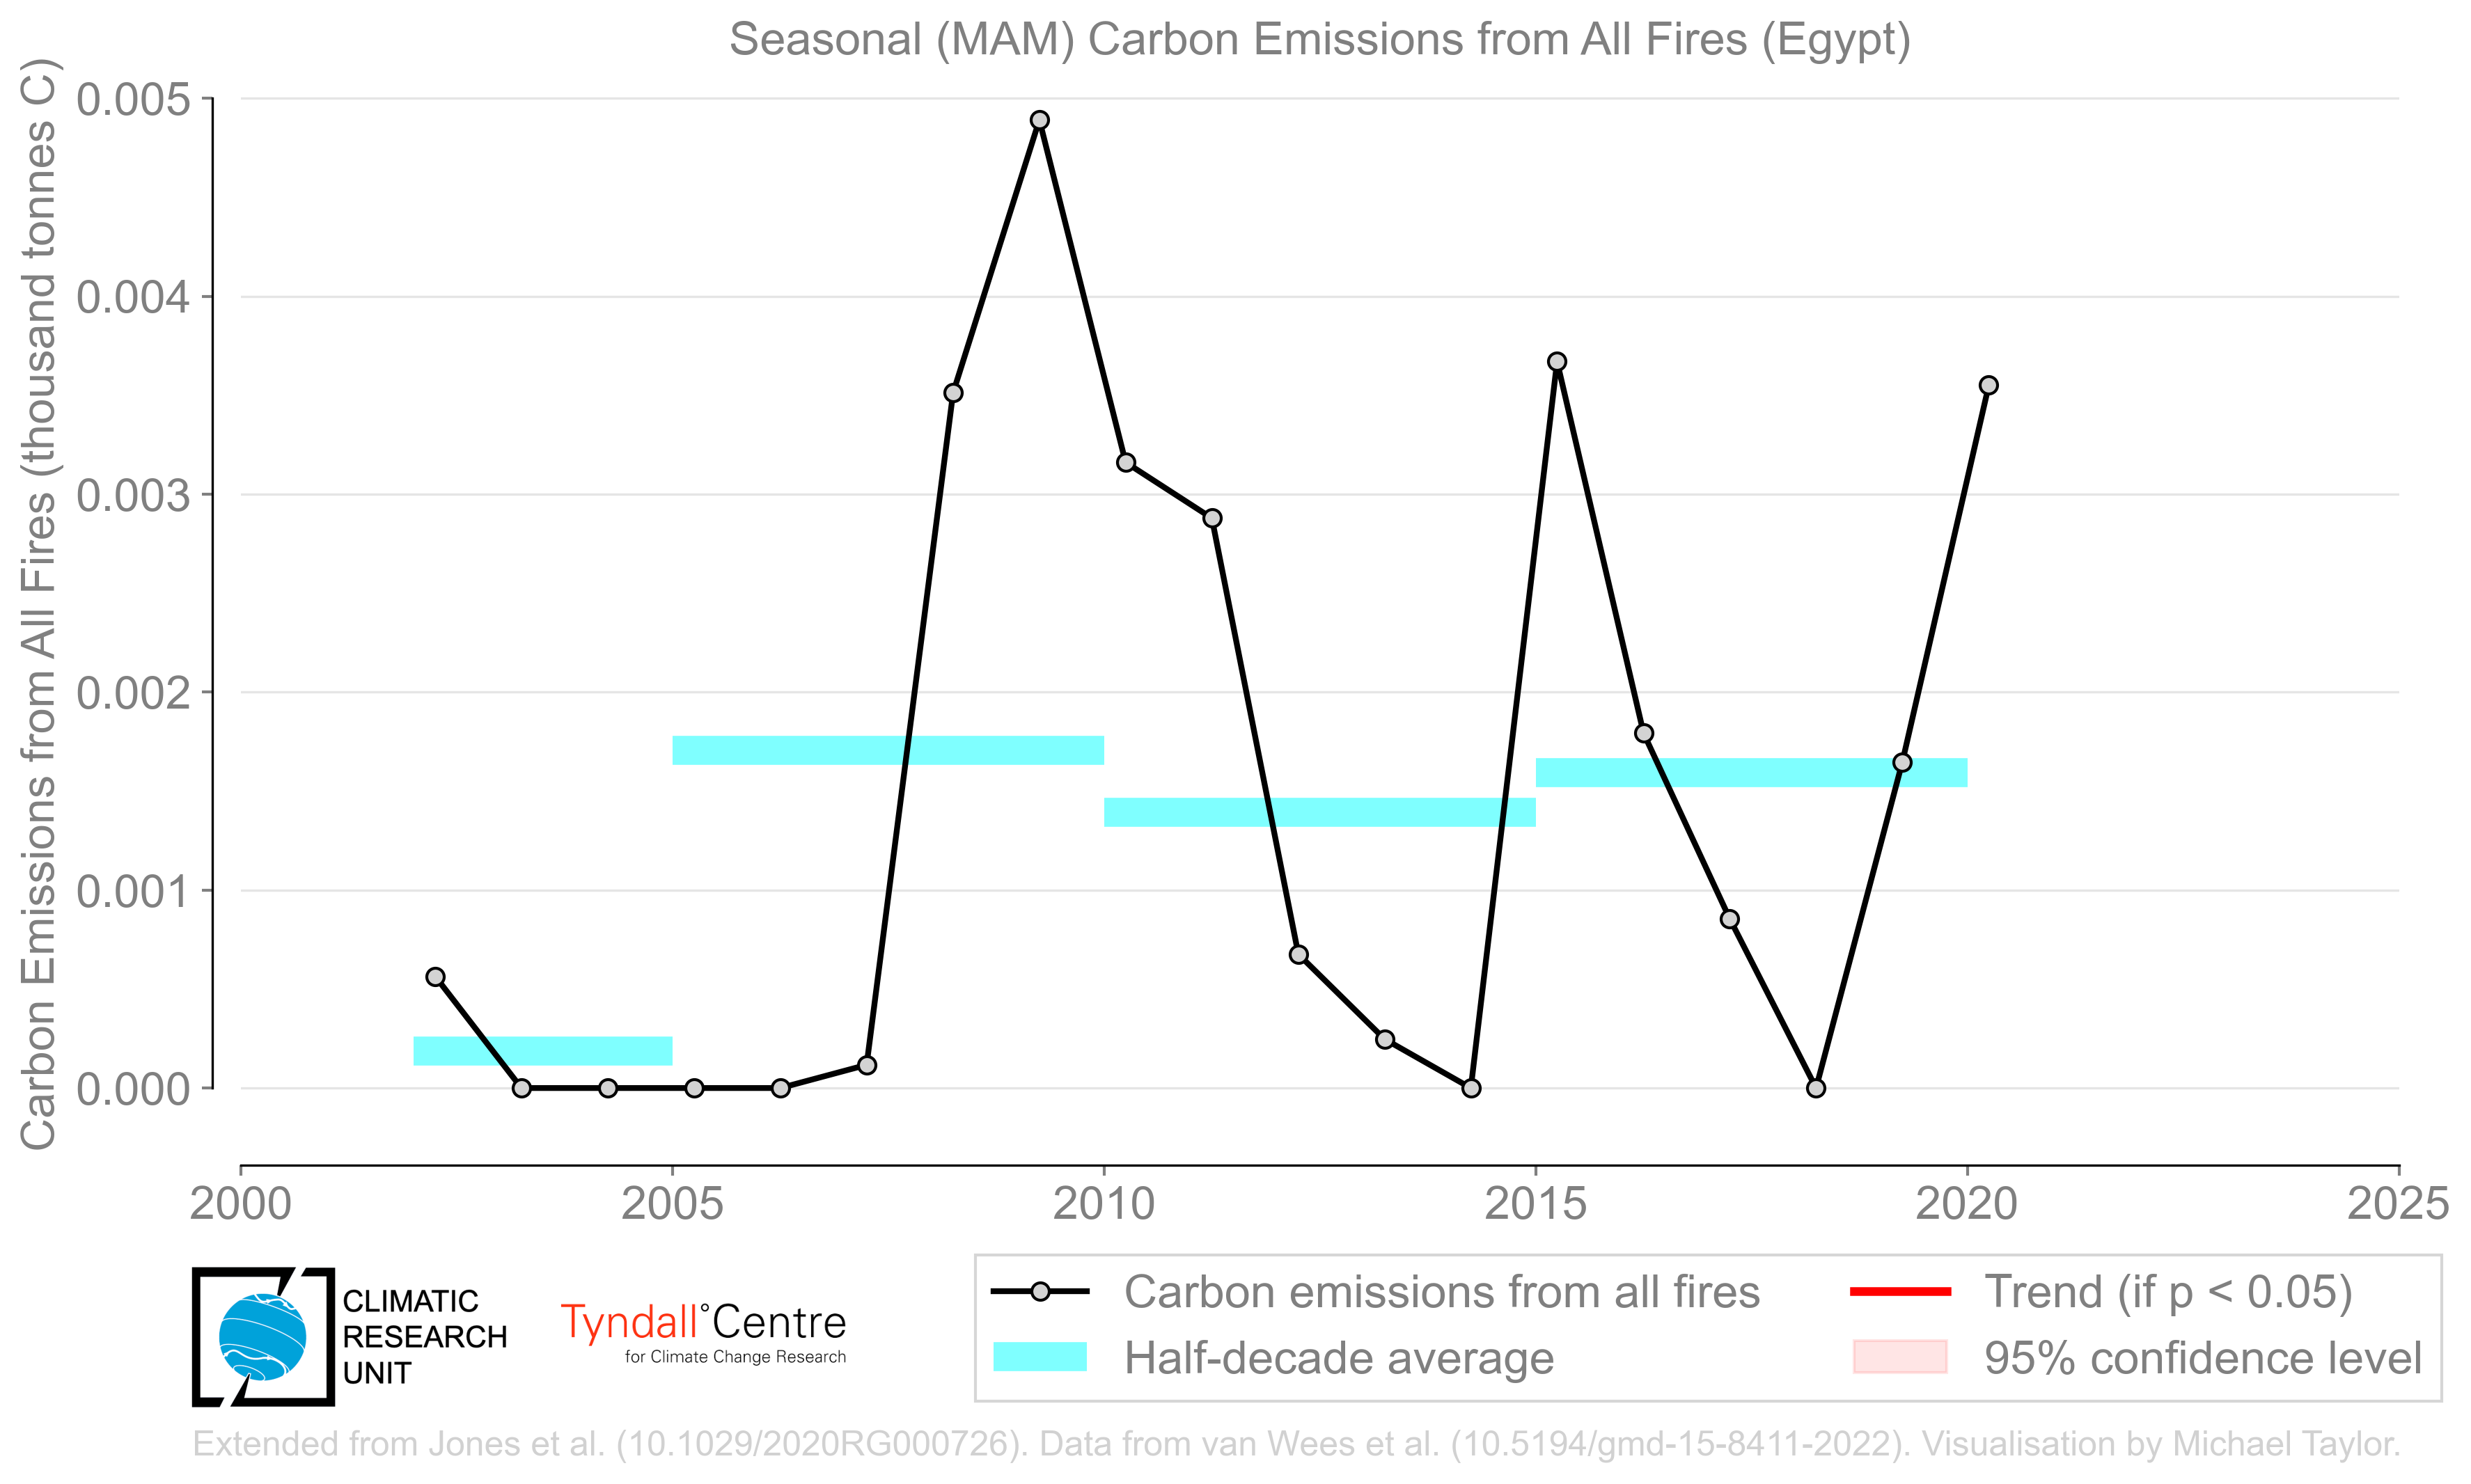 Seasonal (MAM) Carbon Emissions from All Fires (Egypt)
Carbon Emissions from All Fires (thousand tonnes C)
0.005
0.004
0.003
0.002
0.001
0.000
2000 2005 2010 2015 2020 2025
CLIMATIC
RESEARCH
UNIT
Tyndall°Centre
for Climate Change Research
Carbon emissions from all fires
Half-decade average
Trend (if p < 0.05)
95% confidence level
Extended from Jones et al. (10.1029/2020RG000726). Data from van Wees et al. (10.5194/gmd-15-8411-2022). Visualisation by Michael Taylor.